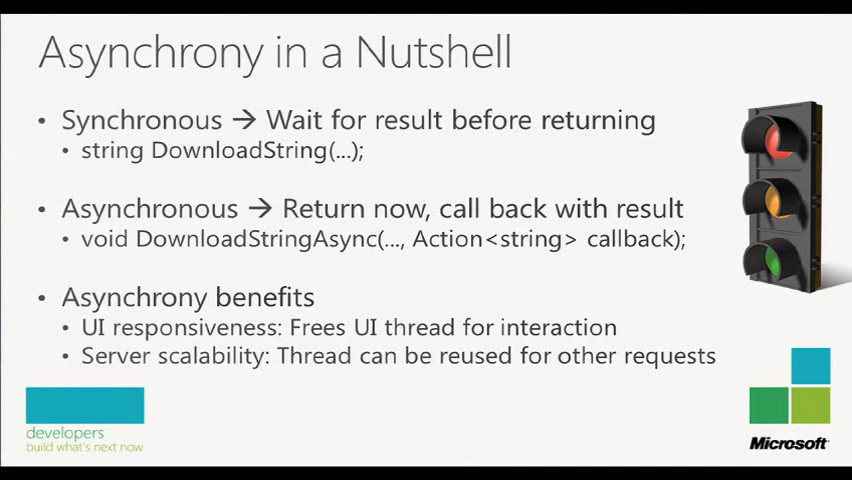 Asynchrony in a Nutshell
• Synchronous → Wait for result before returning
• string DownloadString(...);
• Asynchronous → Return now, call back with result
• void DownloadStringAsync(..., Action<string> callback);
• Asynchrony benefits
• UI responsiveness: Frees UI thread for interaction
• Server scalability: Thread can be reused for other requests
developers
build what's next now
Microsoft